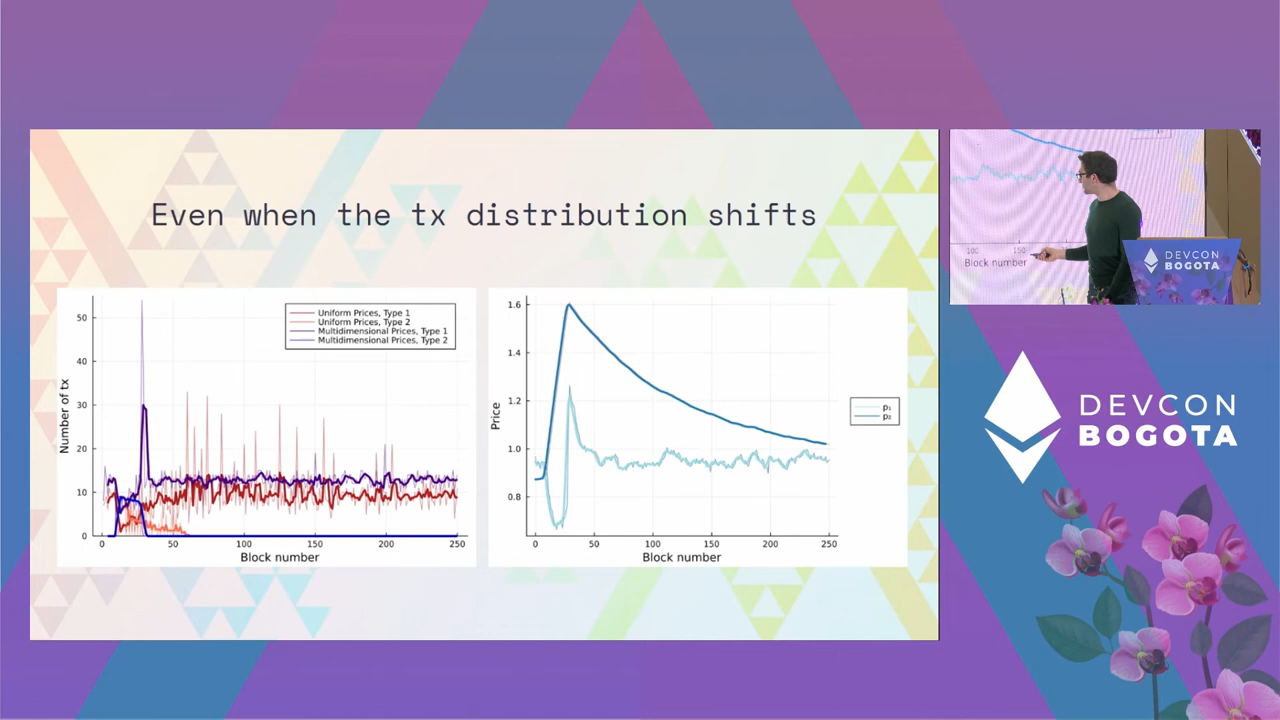 Even when the tx distribution shifts
Number of tx
50
40
30
20
10
0
Uniform Prices, Type 1
Uniform Prices, Type 2
Multidimensional Prices, Type 1
Multidimensional Prices, Type 2
0 50 100 150 200 250
Block number
Price
1.6
1.4
1.2
1.0
0.8
p₁
p₂
0 50 100 150 200 250
Block number
100 150
Block number
DEVCON
BOGOTA
DEVCON
BOGOTA